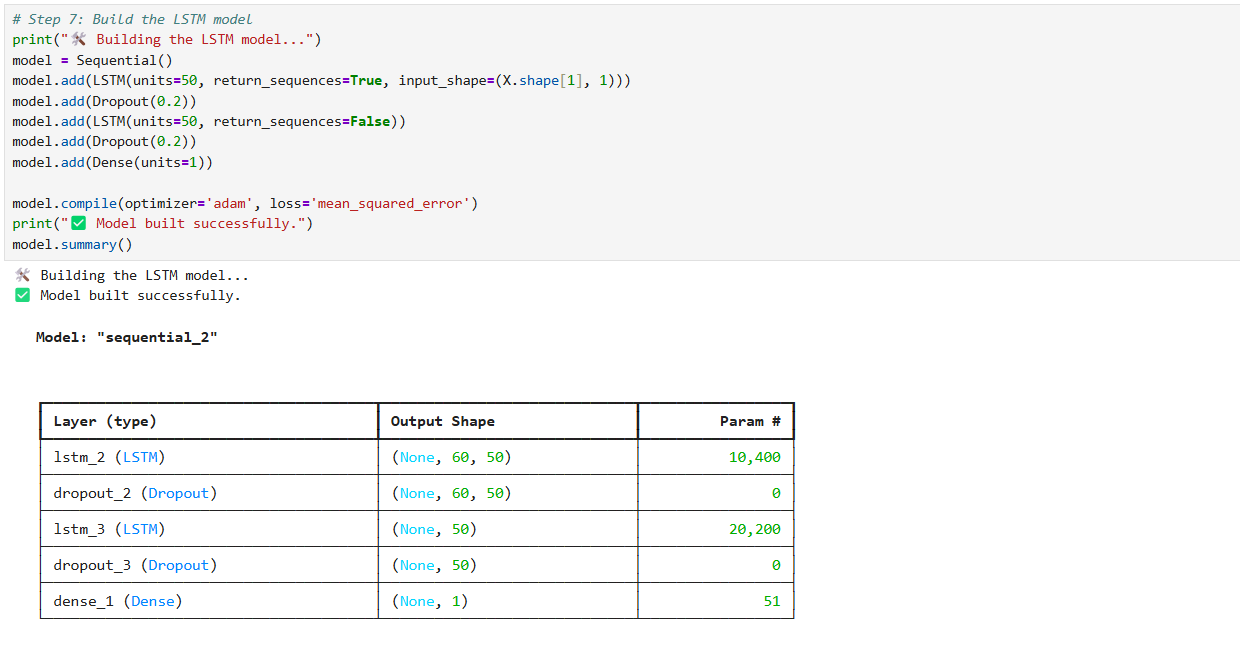 # Step 7: Build the LSTM model
print("🛠️ Building the LSTM model...")
model = Sequential()
model.add(LSTM(units=50, return_sequences=True, input_shape=(X.shape[1], 1)))
model.add(Dropout(0.2))
model.add(LSTM(units=50, return_sequences=False))
model.add(Dropout(0.2))
model.add(Dense(units=1))
model.compile(optimizer='adam', loss='mean_squared_error')
print("✅ Model built successfully.")
model.summary()
🛠️ Building the LSTM model...
✅ Model built successfully.
Model: "sequential_2"
Layer (type) Output Shape Param #
lstm_2 (LSTM) (None, 60, 50) 10,400
dropout_2 (Dropout) (None, 60, 50) 0
lstm_3 (LSTM) (None, 50) 20,200
dropout_3 (Dropout) (None, 50) 0
dense_1 (Dense) (None, 1) 51